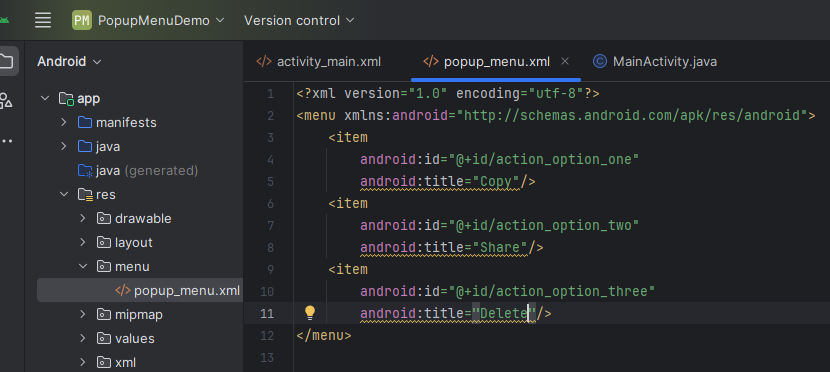 PM PopupMenuDemo Version control
Android
app
manifests
java
java (generated)
res
drawable
layout
menu
popup_menu.xml
mipmap
values
xml
activity_main.xml popup_menu.xml MainActivity.java
1 <?xml version="1.0" encoding="utf-8"?>
2 <menu xmlns:android="http://schemas.android.com/apk/res/android">
3 <item
4 android:id="@+id/action_option_one"
5 android:title="Copy"/>
6 <item
7 android:id="@+id/action_option_two"
8 android:title="Share"/>
9 <item
10 android:id="@+id/action_option_three"
11 android:title="Delete"/>
12 </menu>
13